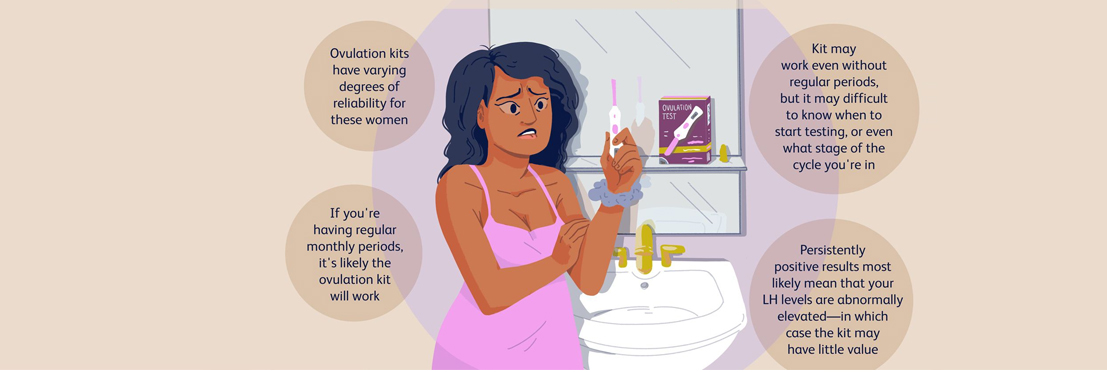 Ovulation kits
have varying
degrees of
reliability for
these women
If you're
having regular
monthly periods,
it's likely the
ovulation kit
will work
OVULATION
TEST
Kit may
work even without
regular periods,
but it may difficult
to know when to
start testing, or even
what stage of the
cycle you're in
Persistently
positive results most
likely mean that your
LH levels are abnormally
elevated—in which
case the kit may
have little value